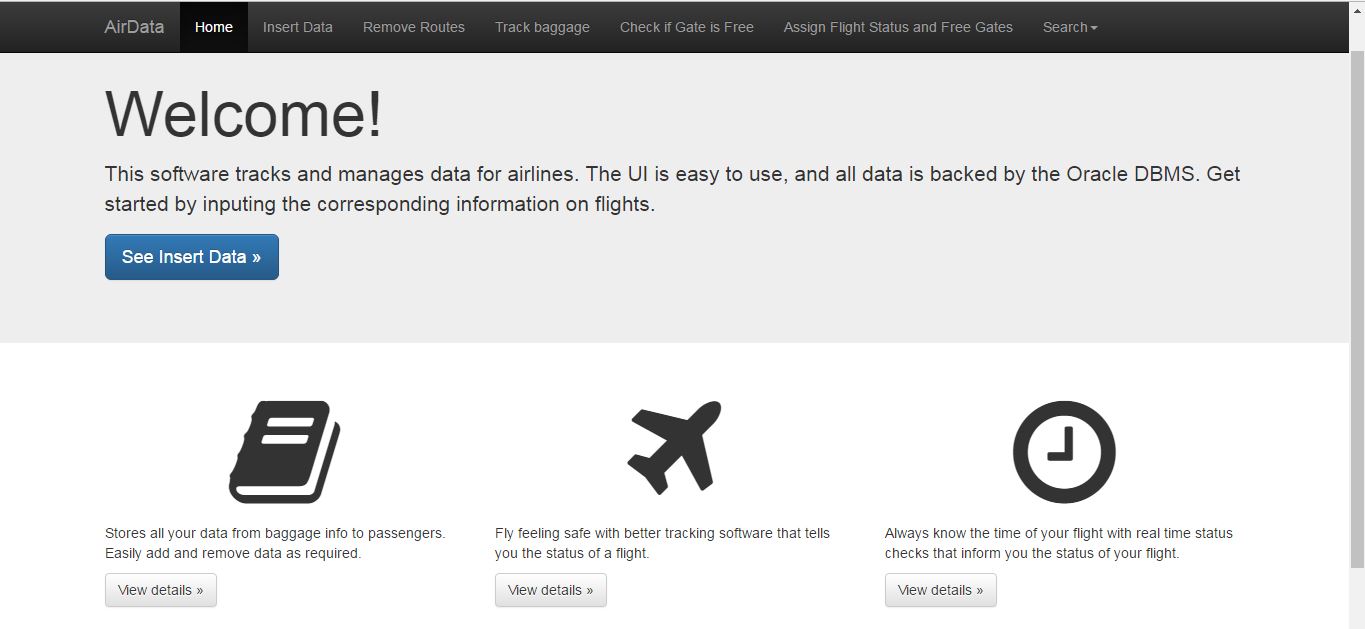 AirData Home Insert Data Remove Routes Track baggage Check if Gate is Free Assign Flight Status and Free Gates Search
Welcome!
This software tracks and manages data for airlines. The UI is easy to use, and all data is backed by the Oracle DBMS. Get
started by inputing the corresponding information on flights.
See Insert Data »
Stores all your data from baggage info to passengers.
Easily add and remove data as required.
View details »
Fly feeling safe with better tracking software that tells
you the status of a flight.
View details »
Always know the time of your flight with real time status
checks that inform you the status of your flight.
View details »